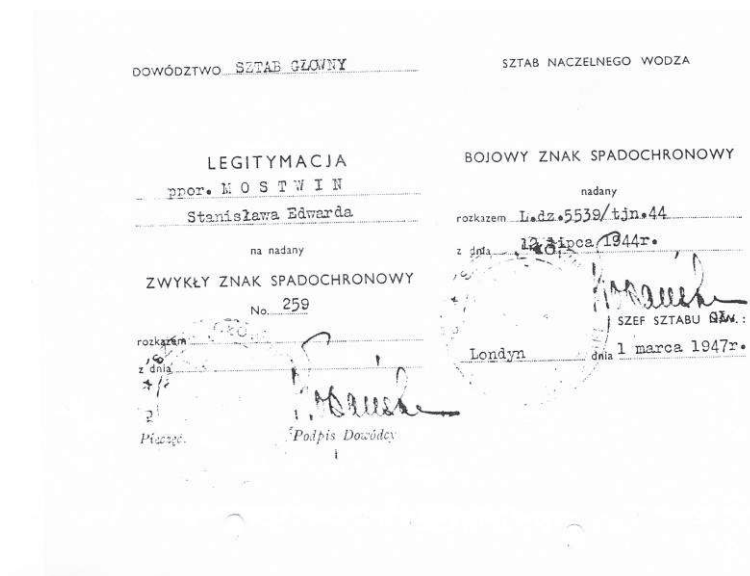 DOWÓDZTWO SZTAB GŁOWNY
LEGITYMACJA
ppor. M O S T W I N
Stanisława Edwarda
na nadany
ZWYKŁY ZNAK SPADOCHRONOWY
No. 259
rozkazem
z dnia
Pieczęć.
Podpis Dowódcy
SZTAB NACZELNEGO WODZA
BOJOWY ZNAK SPADOCHRONOWY
nadany
rozkazem L.dz.5539/tjn.44
z dnia 12 lipca 1944r.
SZEF SZTABU
Londyn dnia 1 marca 1947r.